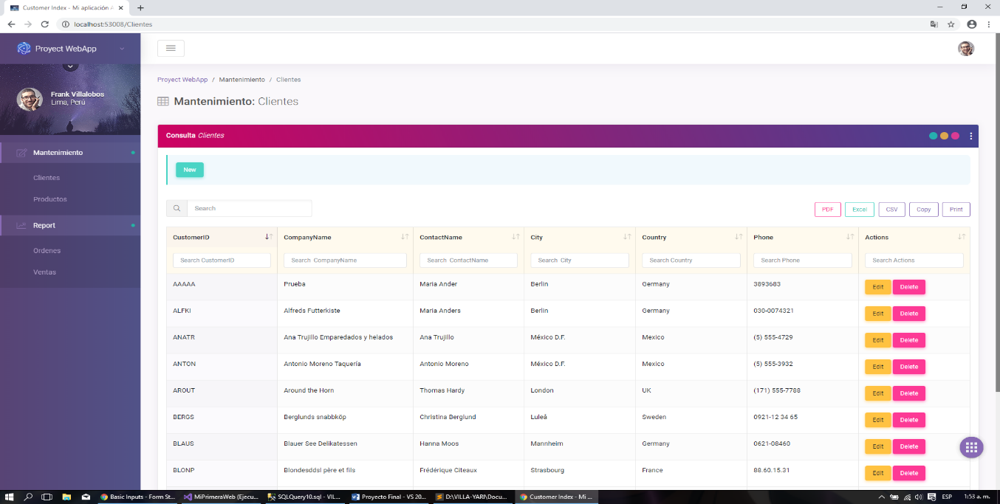 Customer Index - Mi aplicación A
localhost:53008/Clientes
Proyect WebApp
Frank Villalobos
Lima, Perú
Mantenimiento
Clientes
Productos
Report
Ordenes
Ventas
Proyect WebApp / Mantenimiento / Clientes
Mantenimiento: Clientes
Consulta Clientes
New
Search
PDF Excel CSV Copy Print
CustomerID CompanyName ContactName City Country Phone Actions
Search CustomerID Search CompanyName Search ContactName Search City Search Country Search Phone Search Actions
AAAAA Prueba Maria Ander Berlin Germany 3893683 Edit Delete
ALFKI Alfreds Futterkiste Maria Anders Berlin Germany 030-0074321 Edit Delete
ANATR Ana Trujillo Emparedados y helados Ana Trujillo México D.F. Mexico (5) 555-4729 Edit Delete
ANTON Antonio Moreno Taquería Antonio Moreno México D.F. Mexico (5) 555-3932 Edit Delete
AROUT Around the Horn Thomas Hardy London UK (171) 555-7788 Edit Delete
BERGS Berglunds snabbköp Christina Berglund Luleå Sweden 0921-12 34 65 Edit Delete
BLAUS Blauer See Delikatessen Hanna Moos Mannheim Germany 0621-08460 Edit Delete
BLONP Blondesddsl père et fils Frédérique Citeaux Strasbourg France 88.60.15.31 Edit Delete
Basic Inputs - Form St... MiPrimeraWeb (Ejecu... SQLQuery10.sql - VIL... Proyecto Final - VS 20... D:\VILLA-YARI\Docu... Customer Index - Mi ... ESP 1:53 a. m.